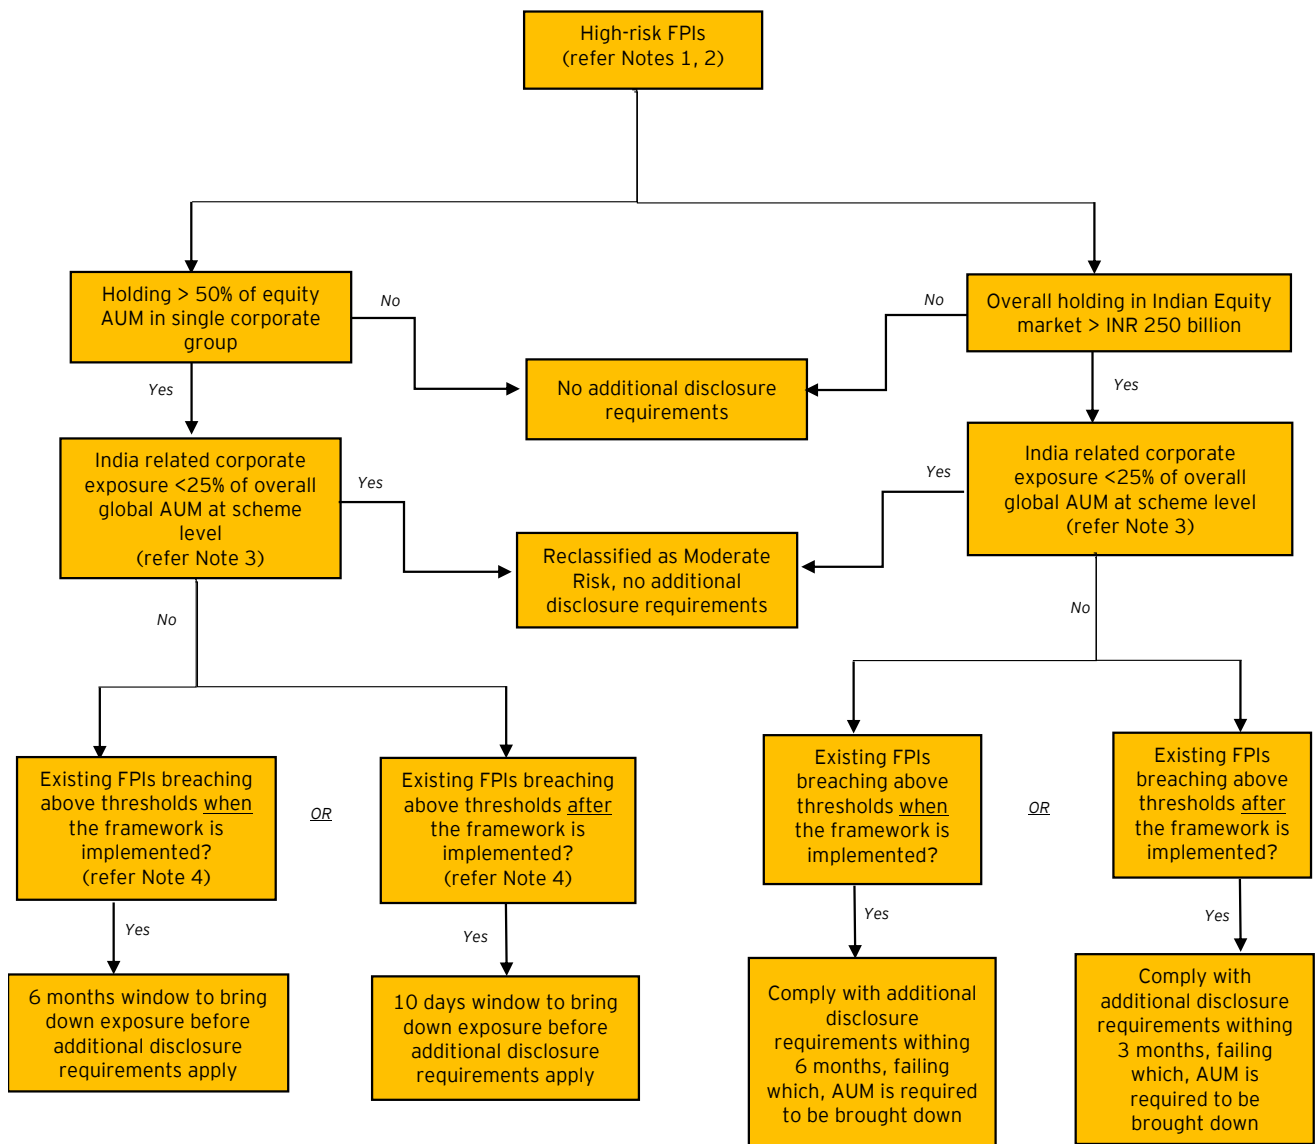 High-risk FPIs
(refer Notes 1, 2)
Holding > 50% of equity
AUM in single corporate
group
No
No
Overall holding in Indian Equity
market > INR 250 billion
Yes
No additional disclosure
requirements
Yes
India related corporate
exposure <25% of overall
global AUM at scheme
level
(refer Note 3)
Yes
Yes
India related corporate
exposure <25% of overall
global AUM at scheme level
(refer Note 3)
Reclassified as Moderate
Risk, no additional
disclosure requirements
No
No
Existing FPIs breaching
above thresholds when
the framework is
implemented?
(refer Note 4)
OR
Existing FPIs breaching
above thresholds after
the framework is
implemented?
(refer Note 4)
Existing FPIs
breaching above
thresholds when
the framework is
implemented?
OR
Existing FPIs
breaching above
thresholds after
the framework is
implemented?
Yes
Yes
Yes
Yes
6 months window to bring
down exposure before
additional disclosure
requirements apply
10 days window to bring
down exposure before
additional disclosure
requirements apply
Comply with additional
disclosure
requirements withing
6 months, failing
which, AUM is required
to be brought down
Comply with
additional disclosure
requirements withing
3 months, failing
which, AUM is
required to be
brought down